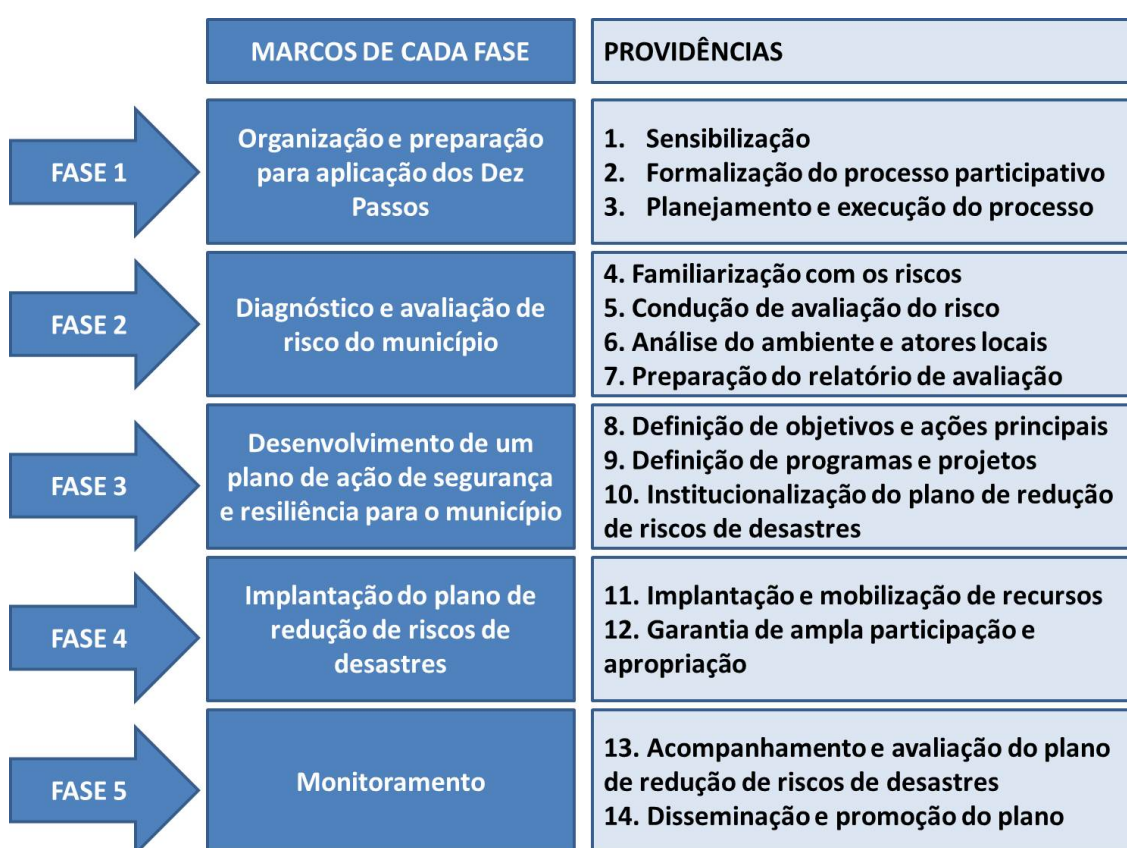 MARCOS DE CADA FASE
PROVIDÊNCIAS
FASE 1
Organização e preparação
para aplicação dos Dez
Passos
1. Sensibilização
2. Formalização do processo participativo
3. Planejamento e execução do processo
FASE 2
Diagnóstico e avaliação de
risco do município
4. Familiarização com os riscos
5. Condução de avaliação do risco
6. Análise do ambiente e atores locais
7. Preparação do relatório de avaliação
FASE 3
Desenvolvimento de um
plano de ação de segurança
e resiliência para o município
8. Definição de objetivos e ações principais
9. Definição de programas e projetos
10. Institucionalização do plano de redução
de riscos de desastres
FASE 4
Implantação do plano de
redução de riscos de
desastres
11. Implantação e mobilização de recursos
12. Garantia de ampla participação e
apropriação
FASE 5
Monitoramento
13. Acompanhamento e avaliação do plano
de redução de riscos de desastres
14. Disseminação e promoção do plano